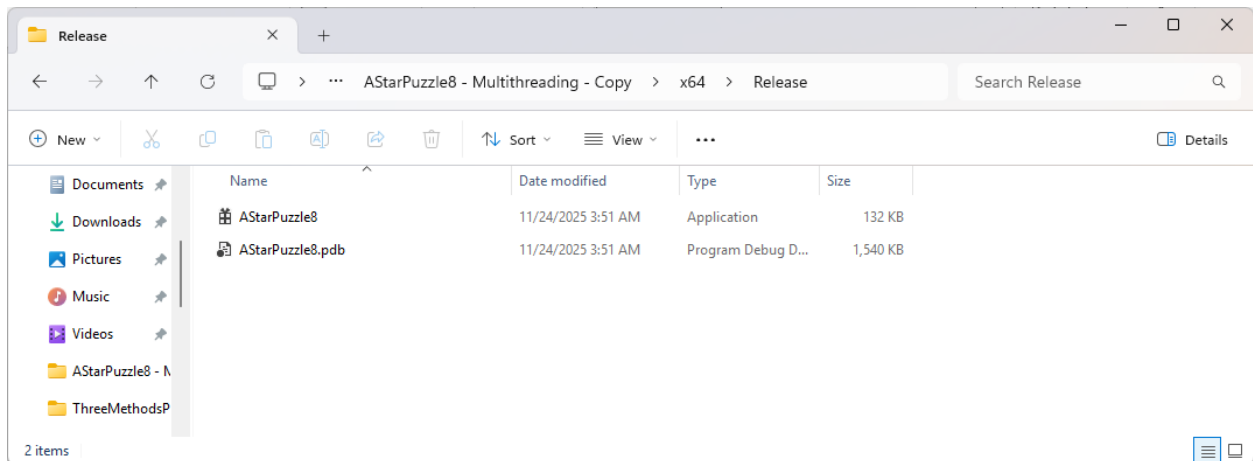 Release
AStarPuzzle8 - Multithreading - Copy > x64 > Release
Search Release
New
Sort
View
Details
Name Date modified Type Size
Documents
AStarPuzzle8 11/24/2025 3:51 AM Application 132 KB
Downloads
AStarPuzzle8.pdb 11/24/2025 3:51 AM Program Debug D... 1,540 KB
Pictures
Music
Videos
AStarPuzzle8 - M
ThreeMethodsP
2 items